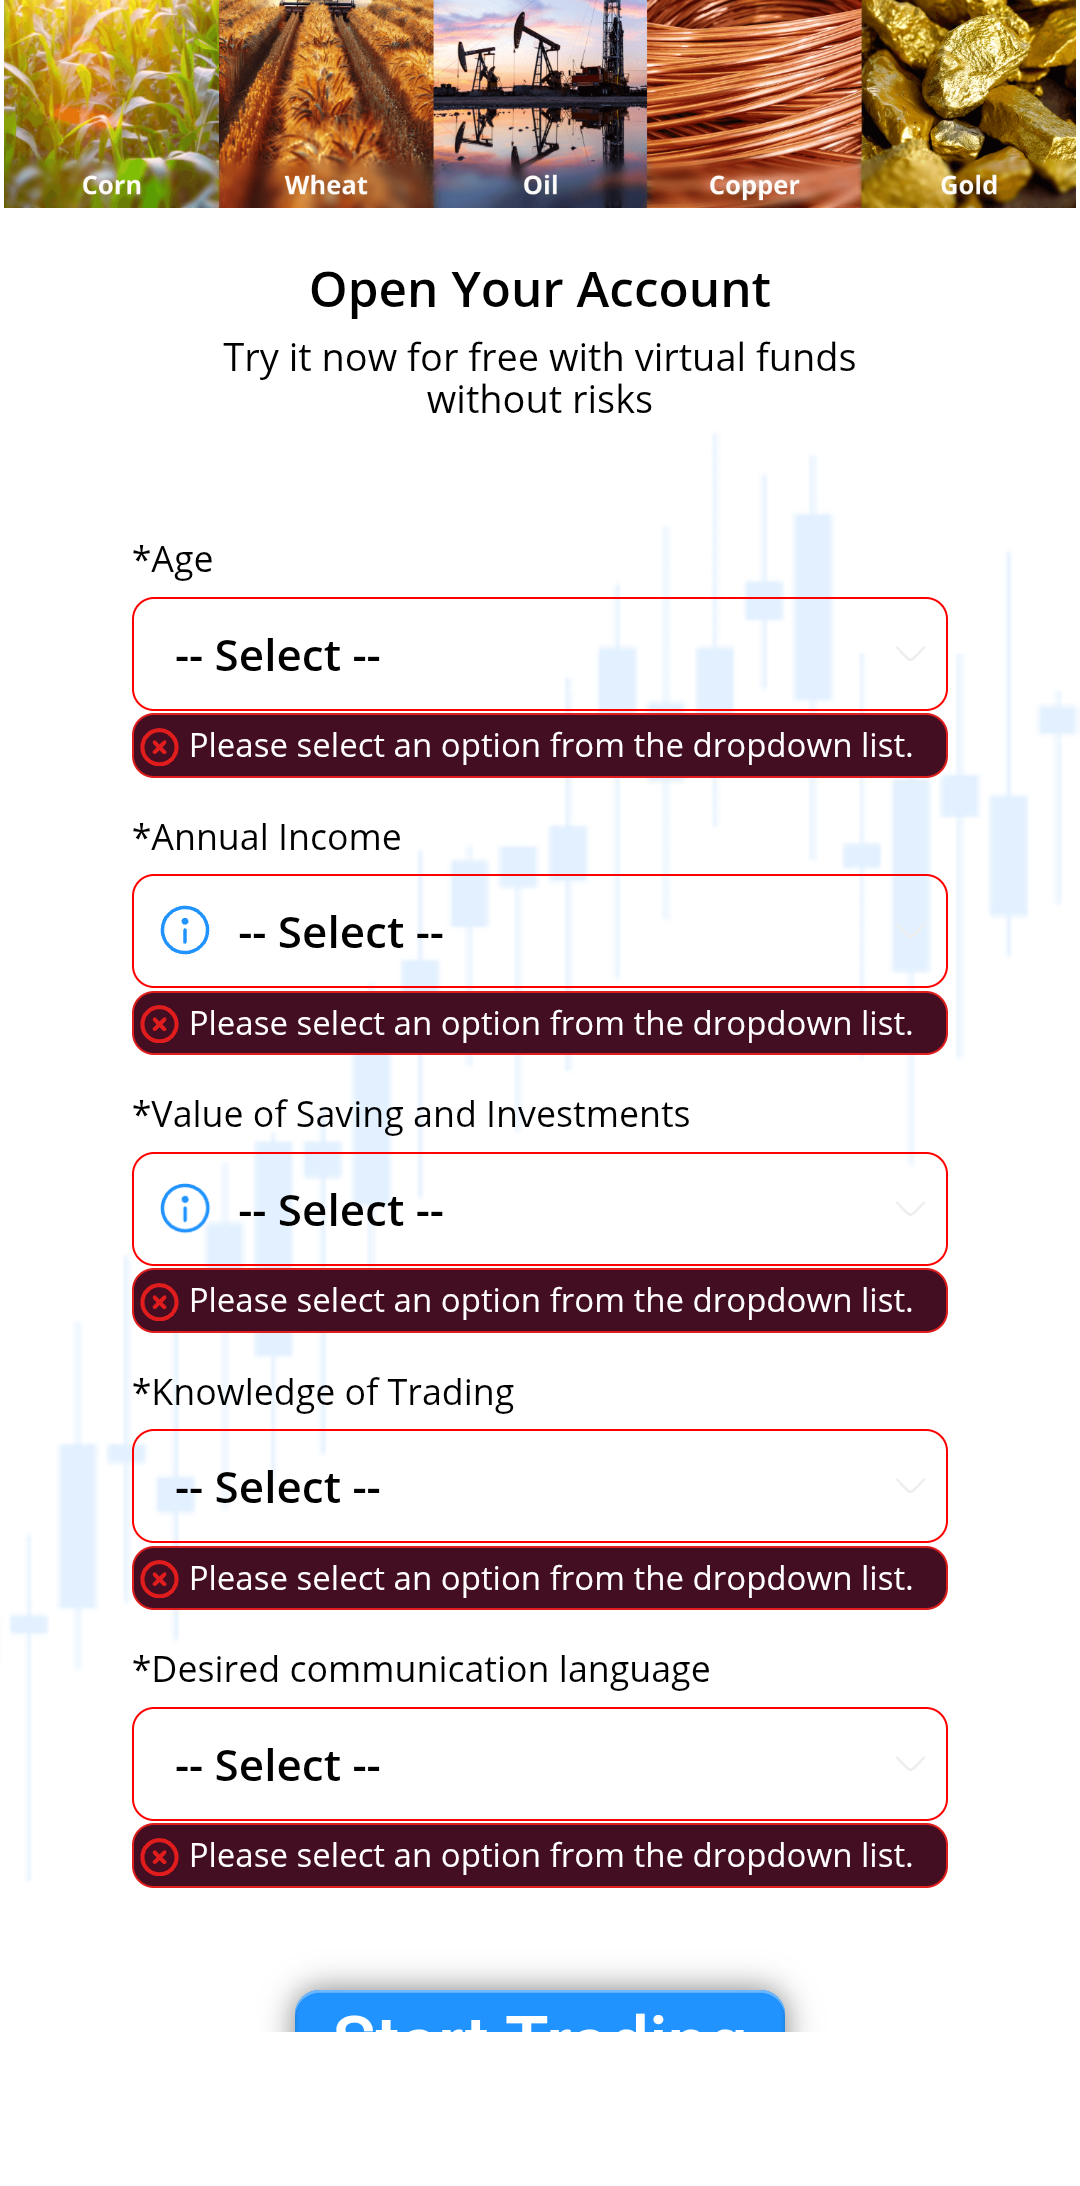 Corn
Wheat
Oil
Copper
Gold
Open Your Account
Try it now for free with virtual funds
without risks
*Age
-- Select --
Please select an option from the dropdown list.
*Annual Income
-- Select --
Please select an option from the dropdown list.
*Value of Saving and Investments
-- Select --
Please select an option from the dropdown list.
*Knowledge of Trading
-- Select --
Please select an option from the dropdown list.
*Desired communication language
-- Select --
Please select an option from the dropdown list.
Start Trading